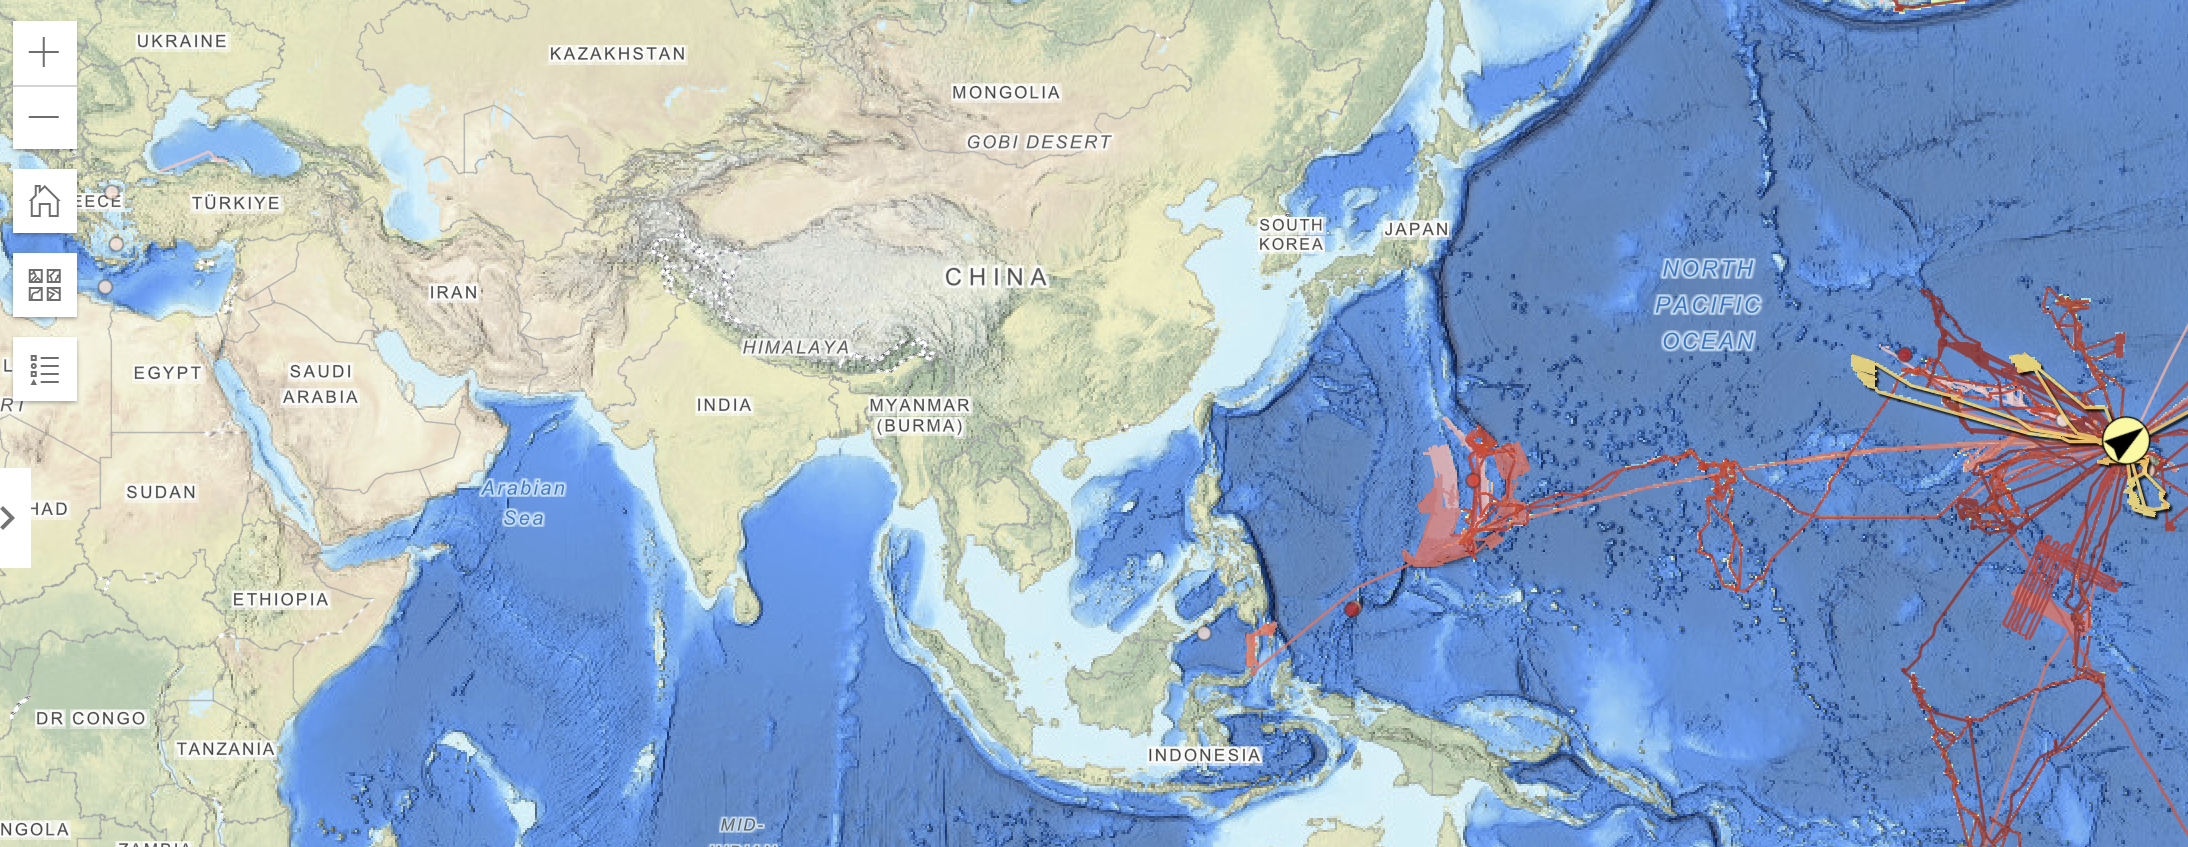 UKRAINE
KAZAKHSTAN
MONGOLIA
GOBI DESERT
EECE
TÜRKIYE
SOUTH
KOREA
JAPAN
CHINA
NORTH
PACIFIC
OCEAN
IRAN
HIMALAYA
L
EGYPT
SAUDI
ARABIA
RT
INDIA
MYANMAR
(BURMA)
Arabian
Sea
SUDAN
HAD
ETHIOPIA
DR CONGO
TANZANIA
INDONESIA
NGOLA
MID-